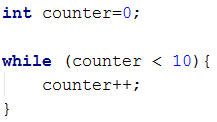 int counter=0;
while (counter < 10){
counter++;
}